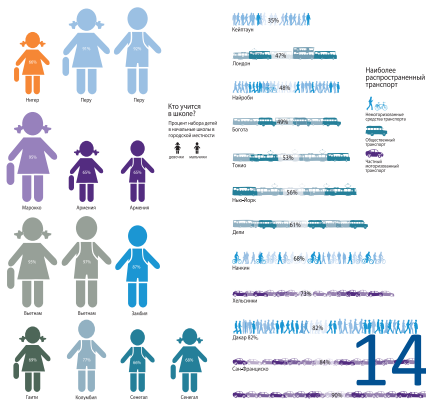 Нигер
Перу
Перу
Марокко
Армения
Армения
Вьетнам
Вьетнам
Замбия
Гаити
Колумбия
Сенегал
Сенегал
Кто учится
в школе?
Процент набора детей
в начальные школы в
городской местности
девочки
мальчики
35%
Кейптаун
47%
Лондон
48%
Найроби
49%
Богота
53%
Токио
56%
Нью-Йорк
61%
Дели
68%
Нанкин
73%
Хельсинки
82%
Дакар 82%,
84%
Сан-Франциско
90%
Наиболее
распространенный
транспорт
Немоторизованные
средства транспорта
Общественный
транспорт
Частный
моторизованный
транспорт
14